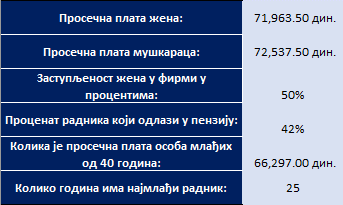 Просечна плата жена: 71,963.50 дин.
Просечна плата мушкараца: 72,537.50 дин.
Заступљеност жена у фирми у
процентима: 50%
Проценат радника који одлази у пензију: 42%
Колика је просечна плата особа млађих
од 40 година: 66,297.00 дин.
Колико година има најмлађи радник: 25